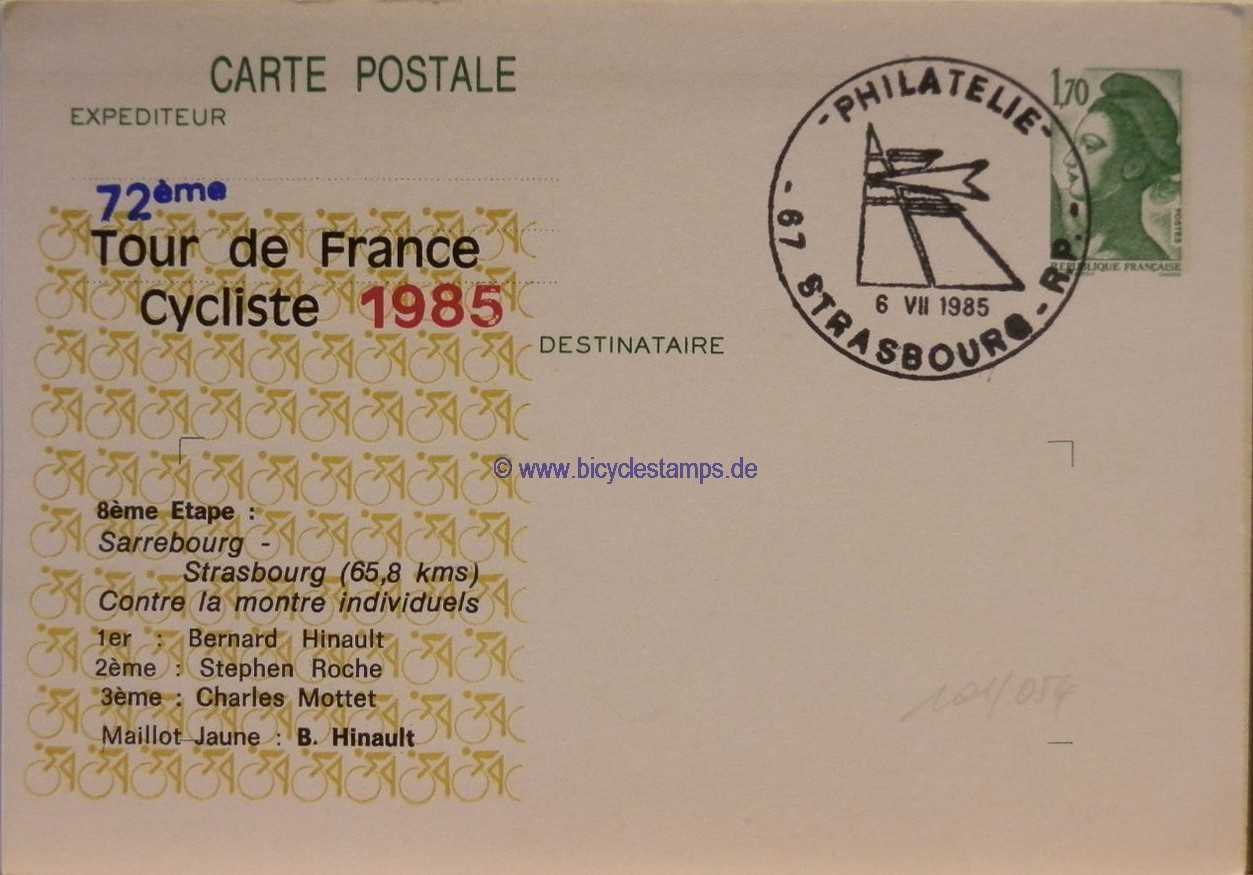 CARTE POSTALE
EXPEDITEUR
72ème
Tour de France
Cycliste 1985
DESTINATAIRE
- PHILATELIE -
- 67 STRASBOURG - R.P. -
6 VII 1985
1,70
POSTES
REPUBLIQUE FRANÇAISE
© www.bicyclestamps.de
8ème Etape :
Sarrebourg -
Strasbourg (65,8 kms)
Contre la montre individuels
1er : Bernard Hinault
2ème : Stephen Roche
3ème : Charles Mottet
Maillot Jaune : B. Hinault